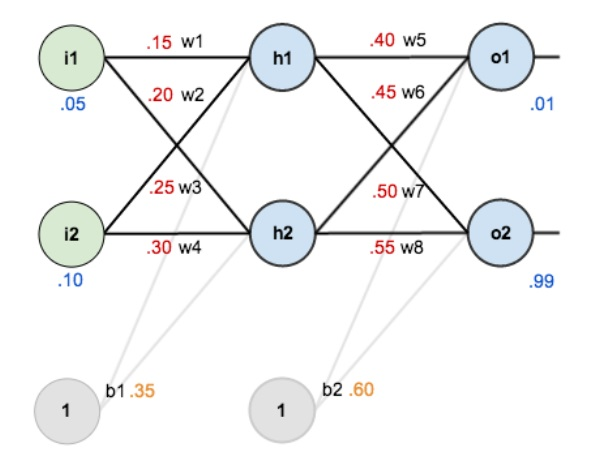 .15 w1
.40 w5
i1
h1
o1
.20 w2
.45 w6
.05
.01
.25 w3
.50 w7
i2
h2
o2
.30 w4
.55 w8
.10
.99
b1 .35
b2 .60
1
1